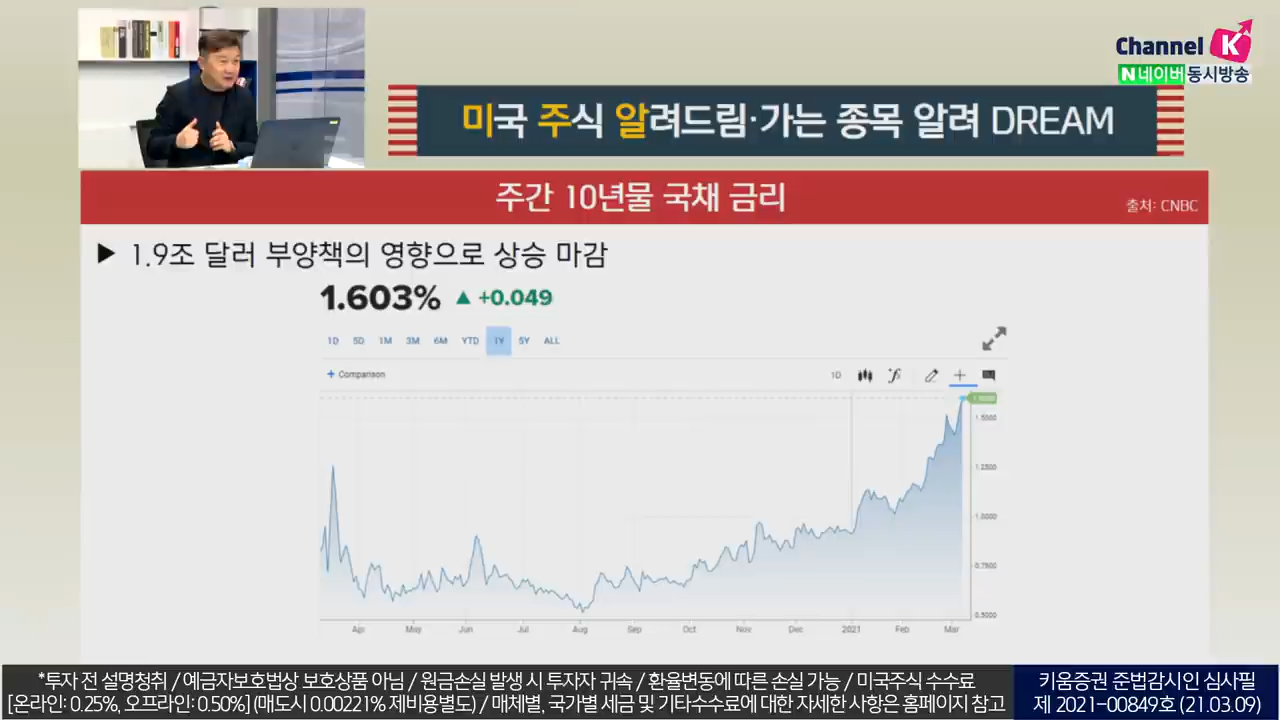 Channel K
N 네이버 동시방송
미국 주식 알려드림·가는 종목 알려 DREAM
주간 10년물 국채 금리
출처: CNBC
▶ 1.9조 달러 부양책의 영향으로 상승 마감
1.603% ▲ +0.049
1D 5D 1M 3M 6M YTD 1Y 5Y ALL
+ Comparison
1D
1.5000
1.2500
1.0000
0.7500
0.5000
Apr May Jun Jul Aug Sep Oct Nov Dec 2021 Feb Mar
*투자 전 설명청취 / 예금자보호법상 보호상품 아님 / 원금손실 발생 시 투자자 귀속 / 환율변동에 따른 손실 가능 / 미국주식 수수료
[온라인: 0.25%, 오프라인: 0.50%] (매도시 0.00221% 제비용별도) / 매체별, 국가별 세금 및 기타수수료에 대한 자세한 사항은 홈페이지 참고
키움증권 준법감시인 심사필
제 2021-00849호 (21.03.09)